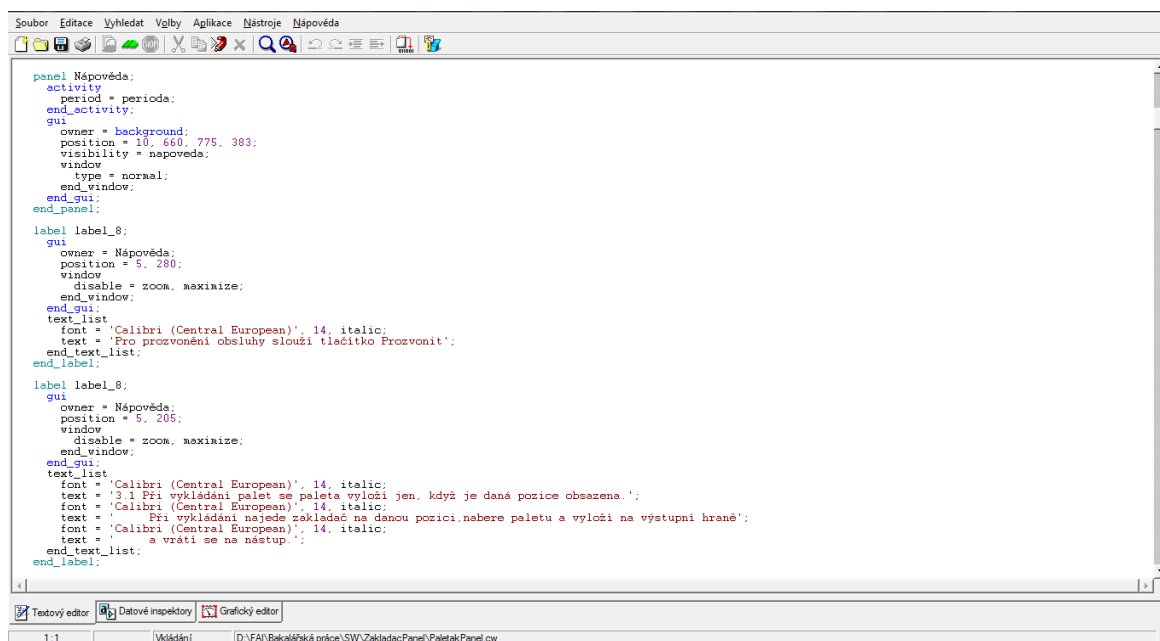 Soubor Editace Vyhledat Volby Aplikace Nástroje Nápověda
panel Nápověda;
activity
period = perioda;
end_activity;
gui
owner = background;
position = 10, 660, 775, 383;
visibility = napoveda;
window
type = normal;
end_window;
end_gui;
end_panel;
label label_8;
gui
owner = Nápověda;
position = 5, 280;
window
disable = zoom, maximize;
end_window;
end_gui;
text_list
font = 'Calibri (Central European)', 14, italic;
text = 'Pro prozvonění obsluhy slouží tlačítko Prozvonit';
end_text_list;
end_label;
label label_8;
gui
owner = Nápověda;
position = 5, 205;
window
disable = zoom, maximize;
end_window;
end_gui;
text_list
font = 'Calibri (Central European)', 14, italic;
text = '3.1 Při vykládání palet se paleta vyloží jen, když je daná pozice obsazena.';
font = 'Calibri (Central European)', 14, italic;
text = '     Při vykládání najede zakladač na danou pozici,nabere paletu a vyloží na výstupní hraně';
font = 'Calibri (Central European)', 14, italic;
text = '     a vrátí se na nástup.';
end_text_list;
end_label;
Textový editor Datové inspektory Grafický editor
1:1 Vkládání D:\FAI\Bakalářská práce\SW\ZakladacPanel\PaletakPanel.cw